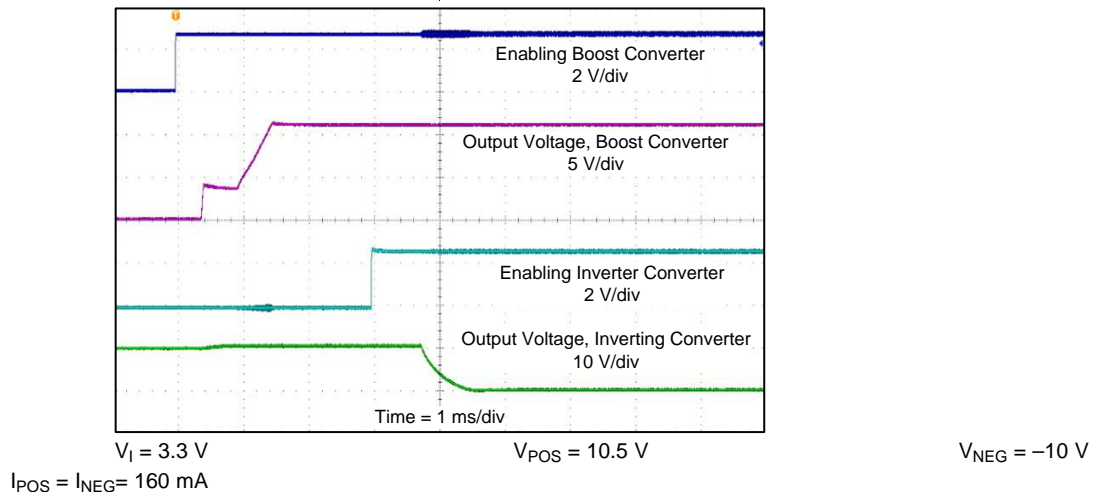 T
Enabling Boost Converter
2 V/div
Output Voltage, Boost Converter
5 V/div
Enabling Inverter Converter
2 V/div
Output Voltage, Inverting Converter
10 V/div
Time = 1 ms/div
VI = 3.3 V VPOS = 10.5 V VNEG = –10 V
IPOS = INEG= 160 mA